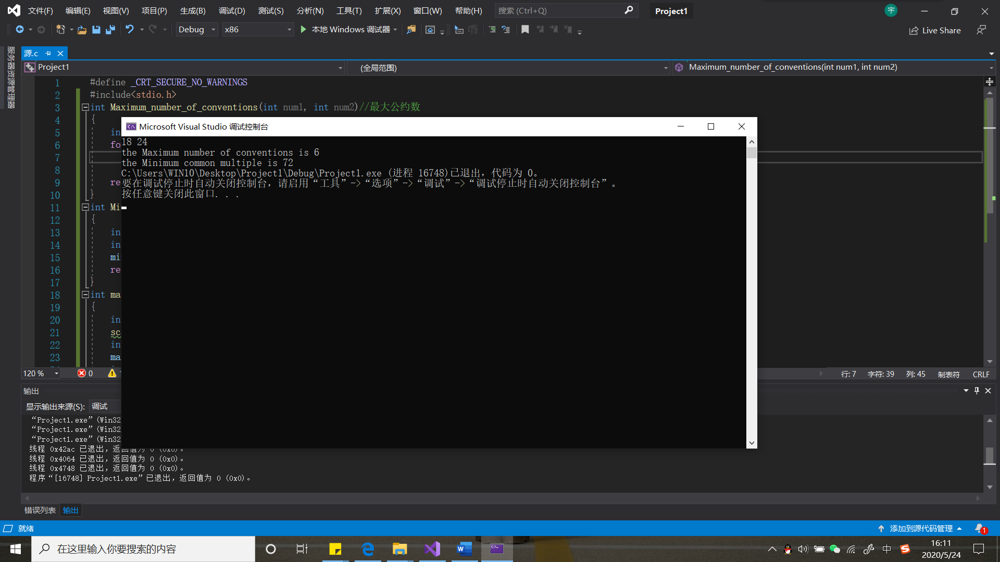 文件(F) 编辑(E) 视图(V) 项目(P) 生成(B) 调试(D) 测试(S) 分析(N) 工具(T) 扩展(X) 窗口(W) 帮助(H) 搜索 (Ctrl+Q) Project1 宇
Debug x86 本地 Windows 调试器 Live Share
服务器资源管理器
源.c
Project1 (全局范围) Maximum_number_of_conventions(int num1, int num2)
1 #define _CRT_SECURE_NO_WARNINGS
2 #include<stdio.h>
3 int Maximum_number_of_conventions(int num1, int num2)//最大公约数
4 {
5 in
6 fo
7
8
9 re
10 }
11 int Mi
12 {
13 in
14 in
15 mi
16 re
17 }
18 int ma
19 {
20 in
21 sc
22 in
23 ma
Microsoft Visual Studio 调试控制台
18 24
the Maximum number of conventions is 6
the Minimum common multiple is 72
C:\Users\WIN10\Desktop\Project1\Debug\Project1.exe (进程 16748)已退出，代码为 0。
要在调试停止时自动关闭控制台，请启用“工具”->“选项”->“调试”->“调试停止时自动关闭控制台”。
按任意键关闭此窗口. . .
120 % 0 行: 7 字符: 39 列: 45 制表符 CRLF
输出
显示输出来源(S): 调试
“Project1.exe” (Win32
“Project1.exe” (Win32
“Project1.exe” (Win32
线程 0x42ac 已退出，返回值为 0 (0x0)。
线程 0x4064 已退出，返回值为 0 (0x0)。
线程 0x4748 已退出，返回值为 0 (0x0)。
程序“[16748] Project1.exe”已退出，返回值为 0 (0x0)。
错误列表 输出
就绪 添加到源代码管理 1
在这里输入你要搜索的内容 中 16:11
2020/5/24